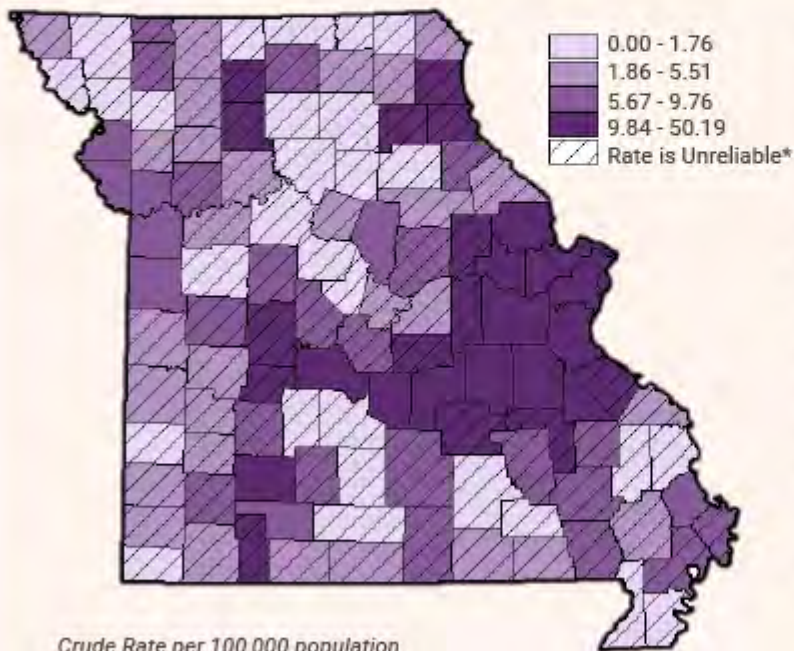 0.00 - 1.76
1.86 - 5.51
5.67 - 9.76
9.84 - 50.19
Rate is Unreliable*
Crude Rate per 100,000 population